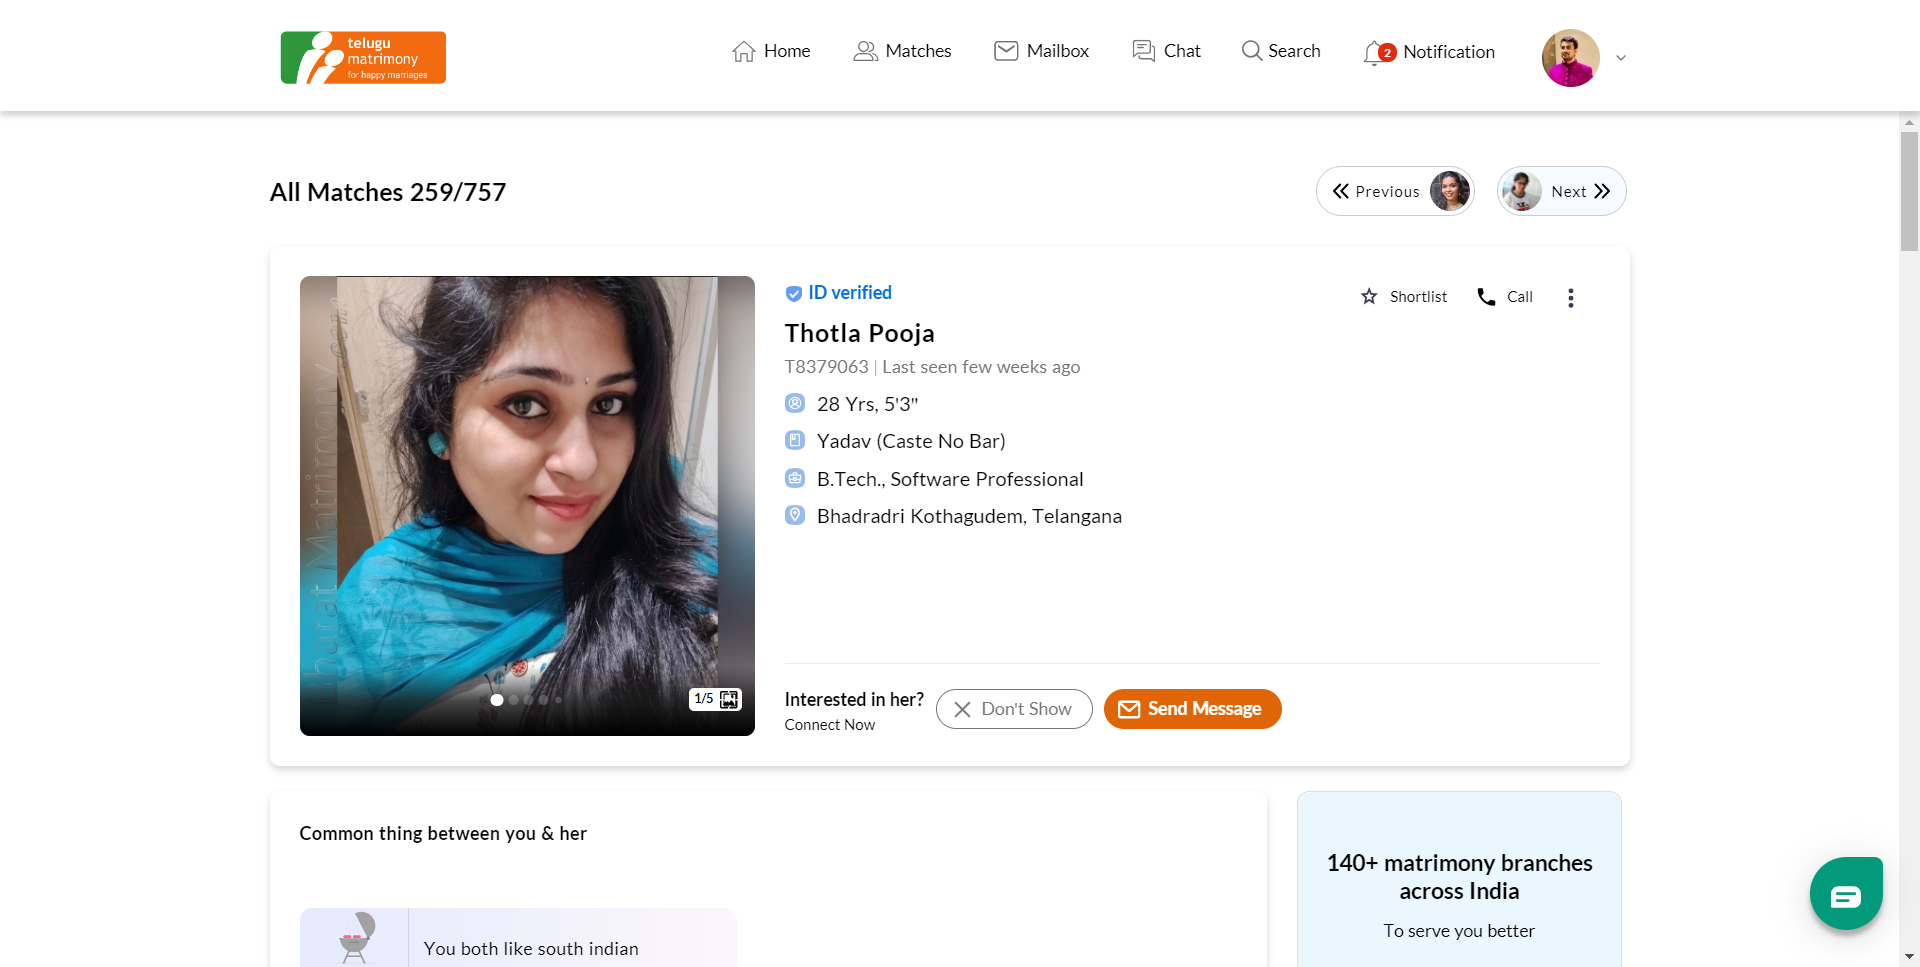 telugu
matrimony
for happy marriages
Home
Matches
Mailbox
Chat
Search
2
Notification
All Matches 259/757
Previous
Next
Bharat Matrimony.com
1/5
ID verified
Shortlist
Call
Thotla Pooja
T8379063 | Last seen few weeks ago
28 Yrs, 5'3"
Yadav (Caste No Bar)
B.Tech., Software Professional
Bhadradri Kothagudem, Telangana
Interested in her?
Connect Now
Don't Show
Send Message
Common thing between you & her
You both like south indian
140+ matrimony branches
across India
To serve you better